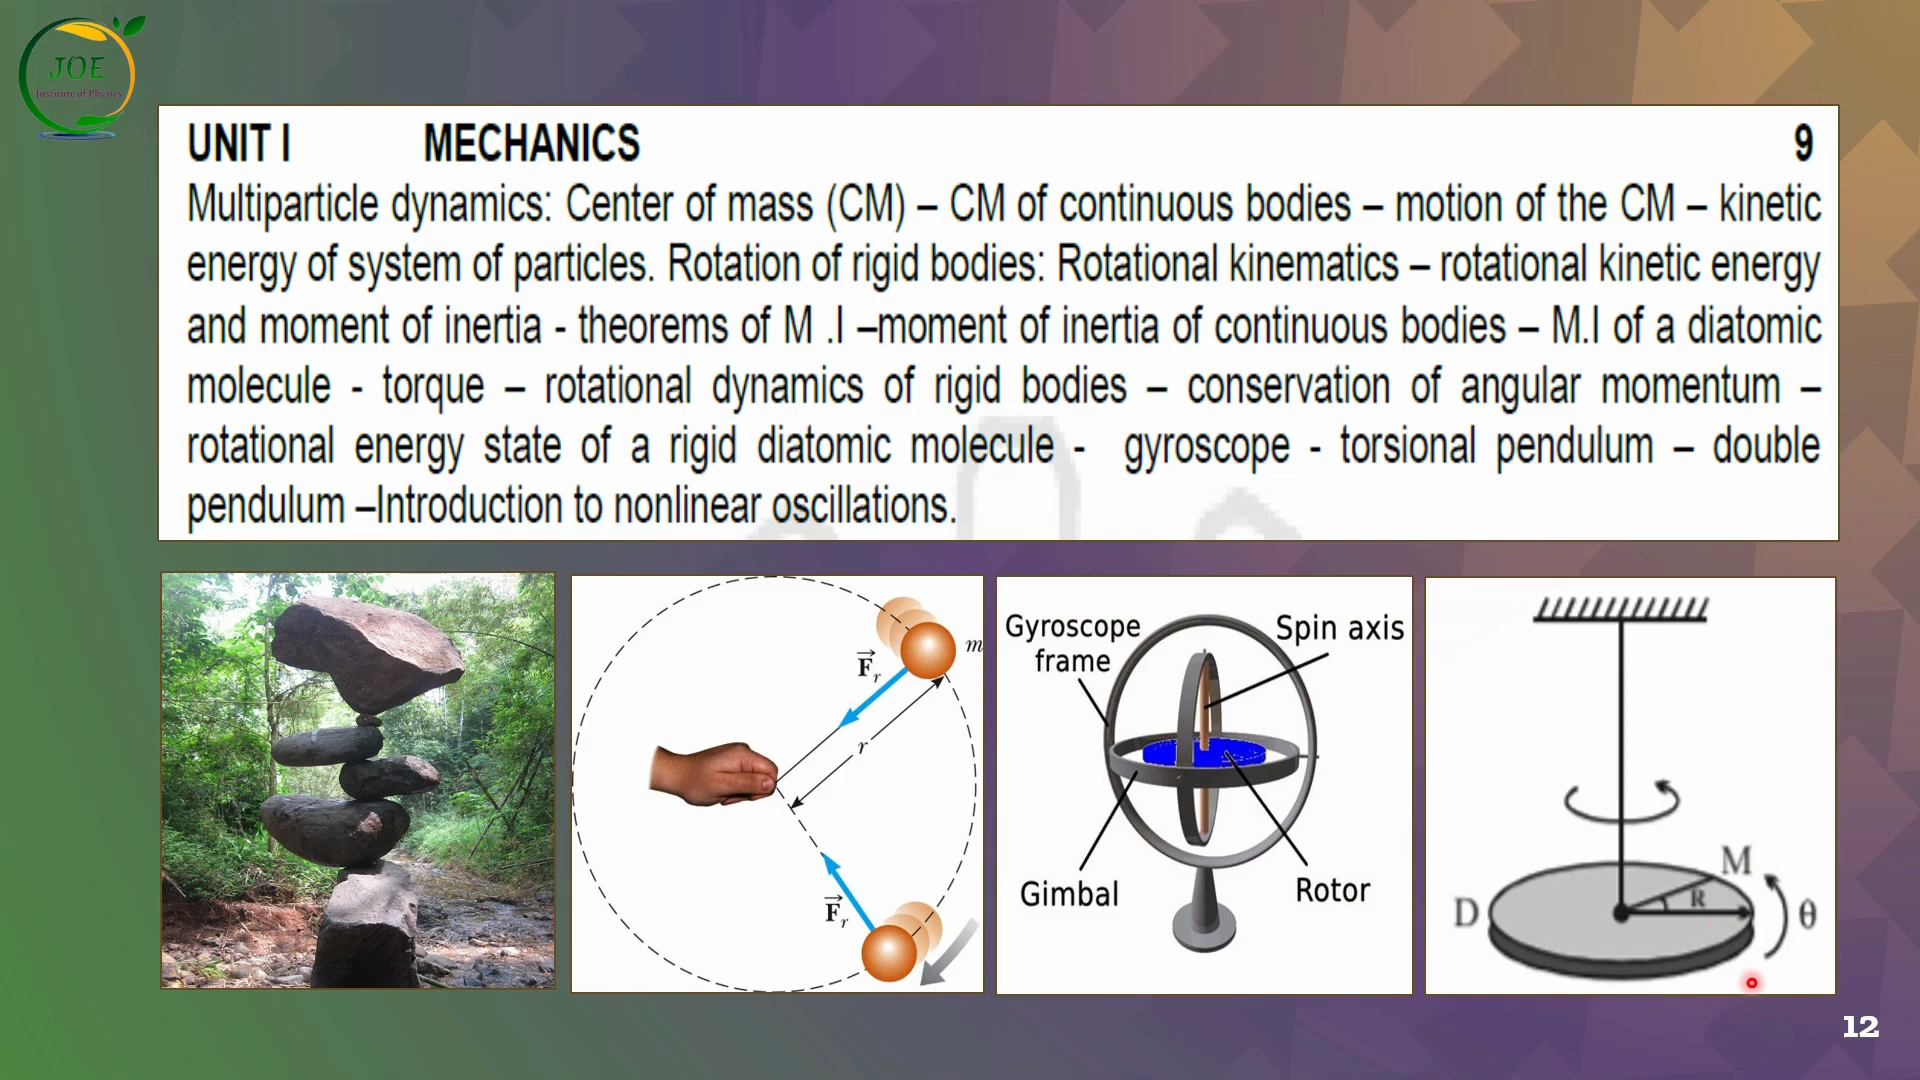 JOE
Institute of Physics
UNIT I MECHANICS 9
Multiparticle dynamics: Center of mass (CM) – CM of continuous bodies – motion of the CM – kinetic
energy of system of particles. Rotation of rigid bodies: Rotational kinematics – rotational kinetic energy
and moment of inertia - theorems of M .I –moment of inertia of continuous bodies – M.I of a diatomic
molecule - torque – rotational dynamics of rigid bodies – conservation of angular momentum –
rotational energy state of a rigid diatomic molecule - gyroscope - torsional pendulum – double
pendulum –Introduction to nonlinear oscillations.
m
F⃗r
r
F⃗r
Gyroscope
frame
Spin axis
Gimbal
Rotor
M
R
D
θ
12